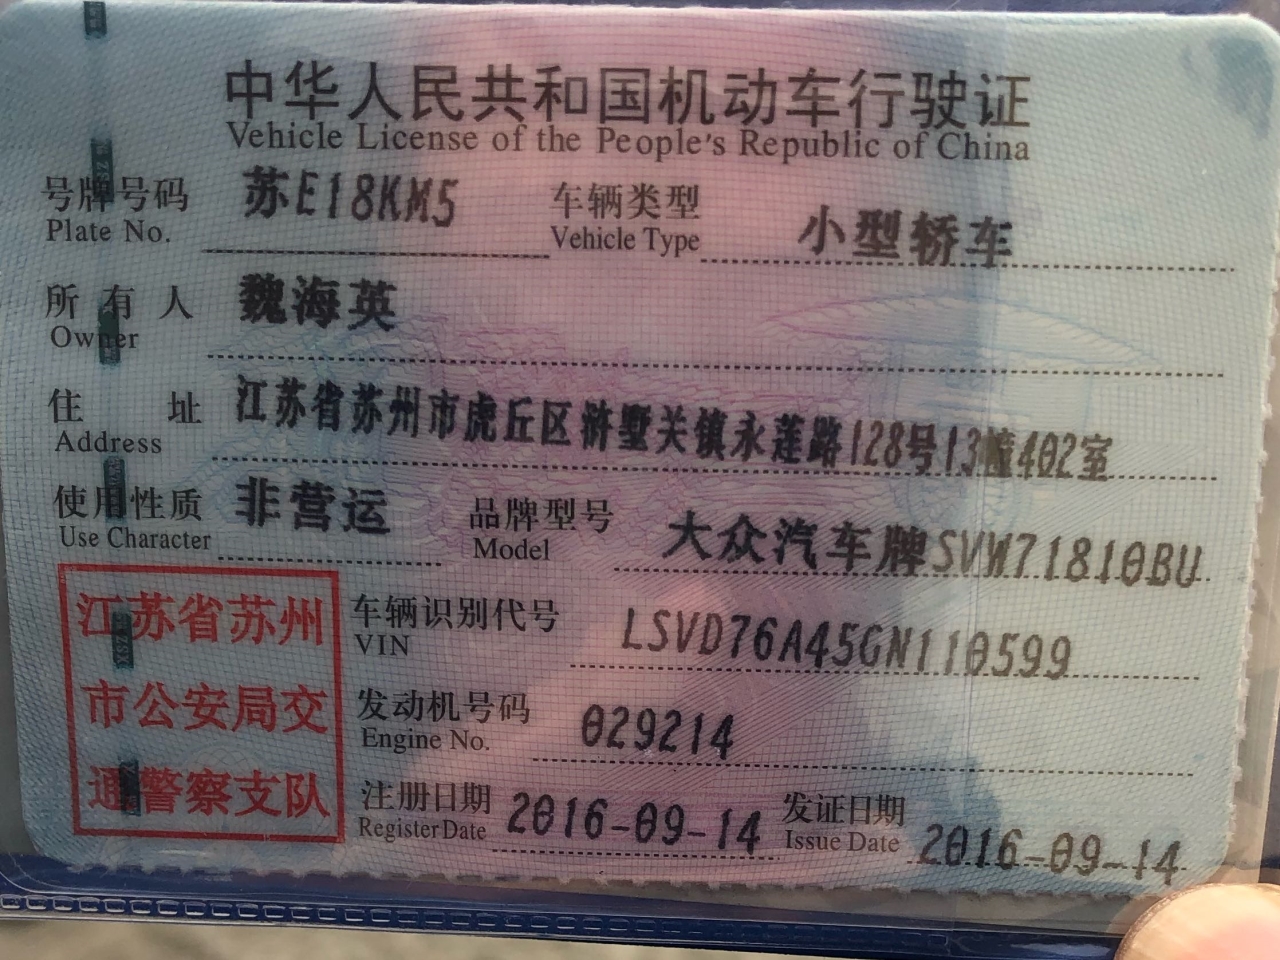 中华人民共和国机动车行驶证
Vehicle License of the People's Republic of China
号牌号码 苏E18KM5 车辆类型 小型轿车
Plate No. Vehicle Type
所有人 魏海英
Owner
住址 江苏省苏州市虎丘区浒墅关镇永莲路128号13幢402室
Address
使用性质 非营运 品牌型号 大众汽车牌SVW71810BU
Use Character Model
江苏省苏州
市公安局交
通警察支队
车辆识别代号 LSVD76A45GN110599
VIN
发动机号码 029214
Engine No.
注册日期 2016-09-14 发证日期 2016-09-14
Register Date Issue Date